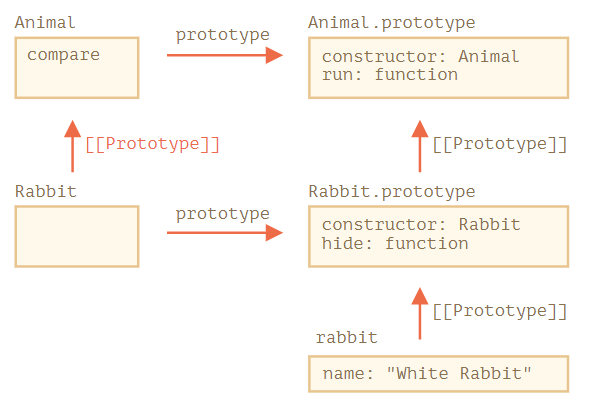 Animal
prototype
Animal.prototype
compare
constructor: Animal
run: function
[[Prototype]]
[[Prototype]]
Rabbit
prototype
Rabbit.prototype
constructor: Rabbit
hide: function
[[Prototype]]
rabbit
name: "White Rabbit"